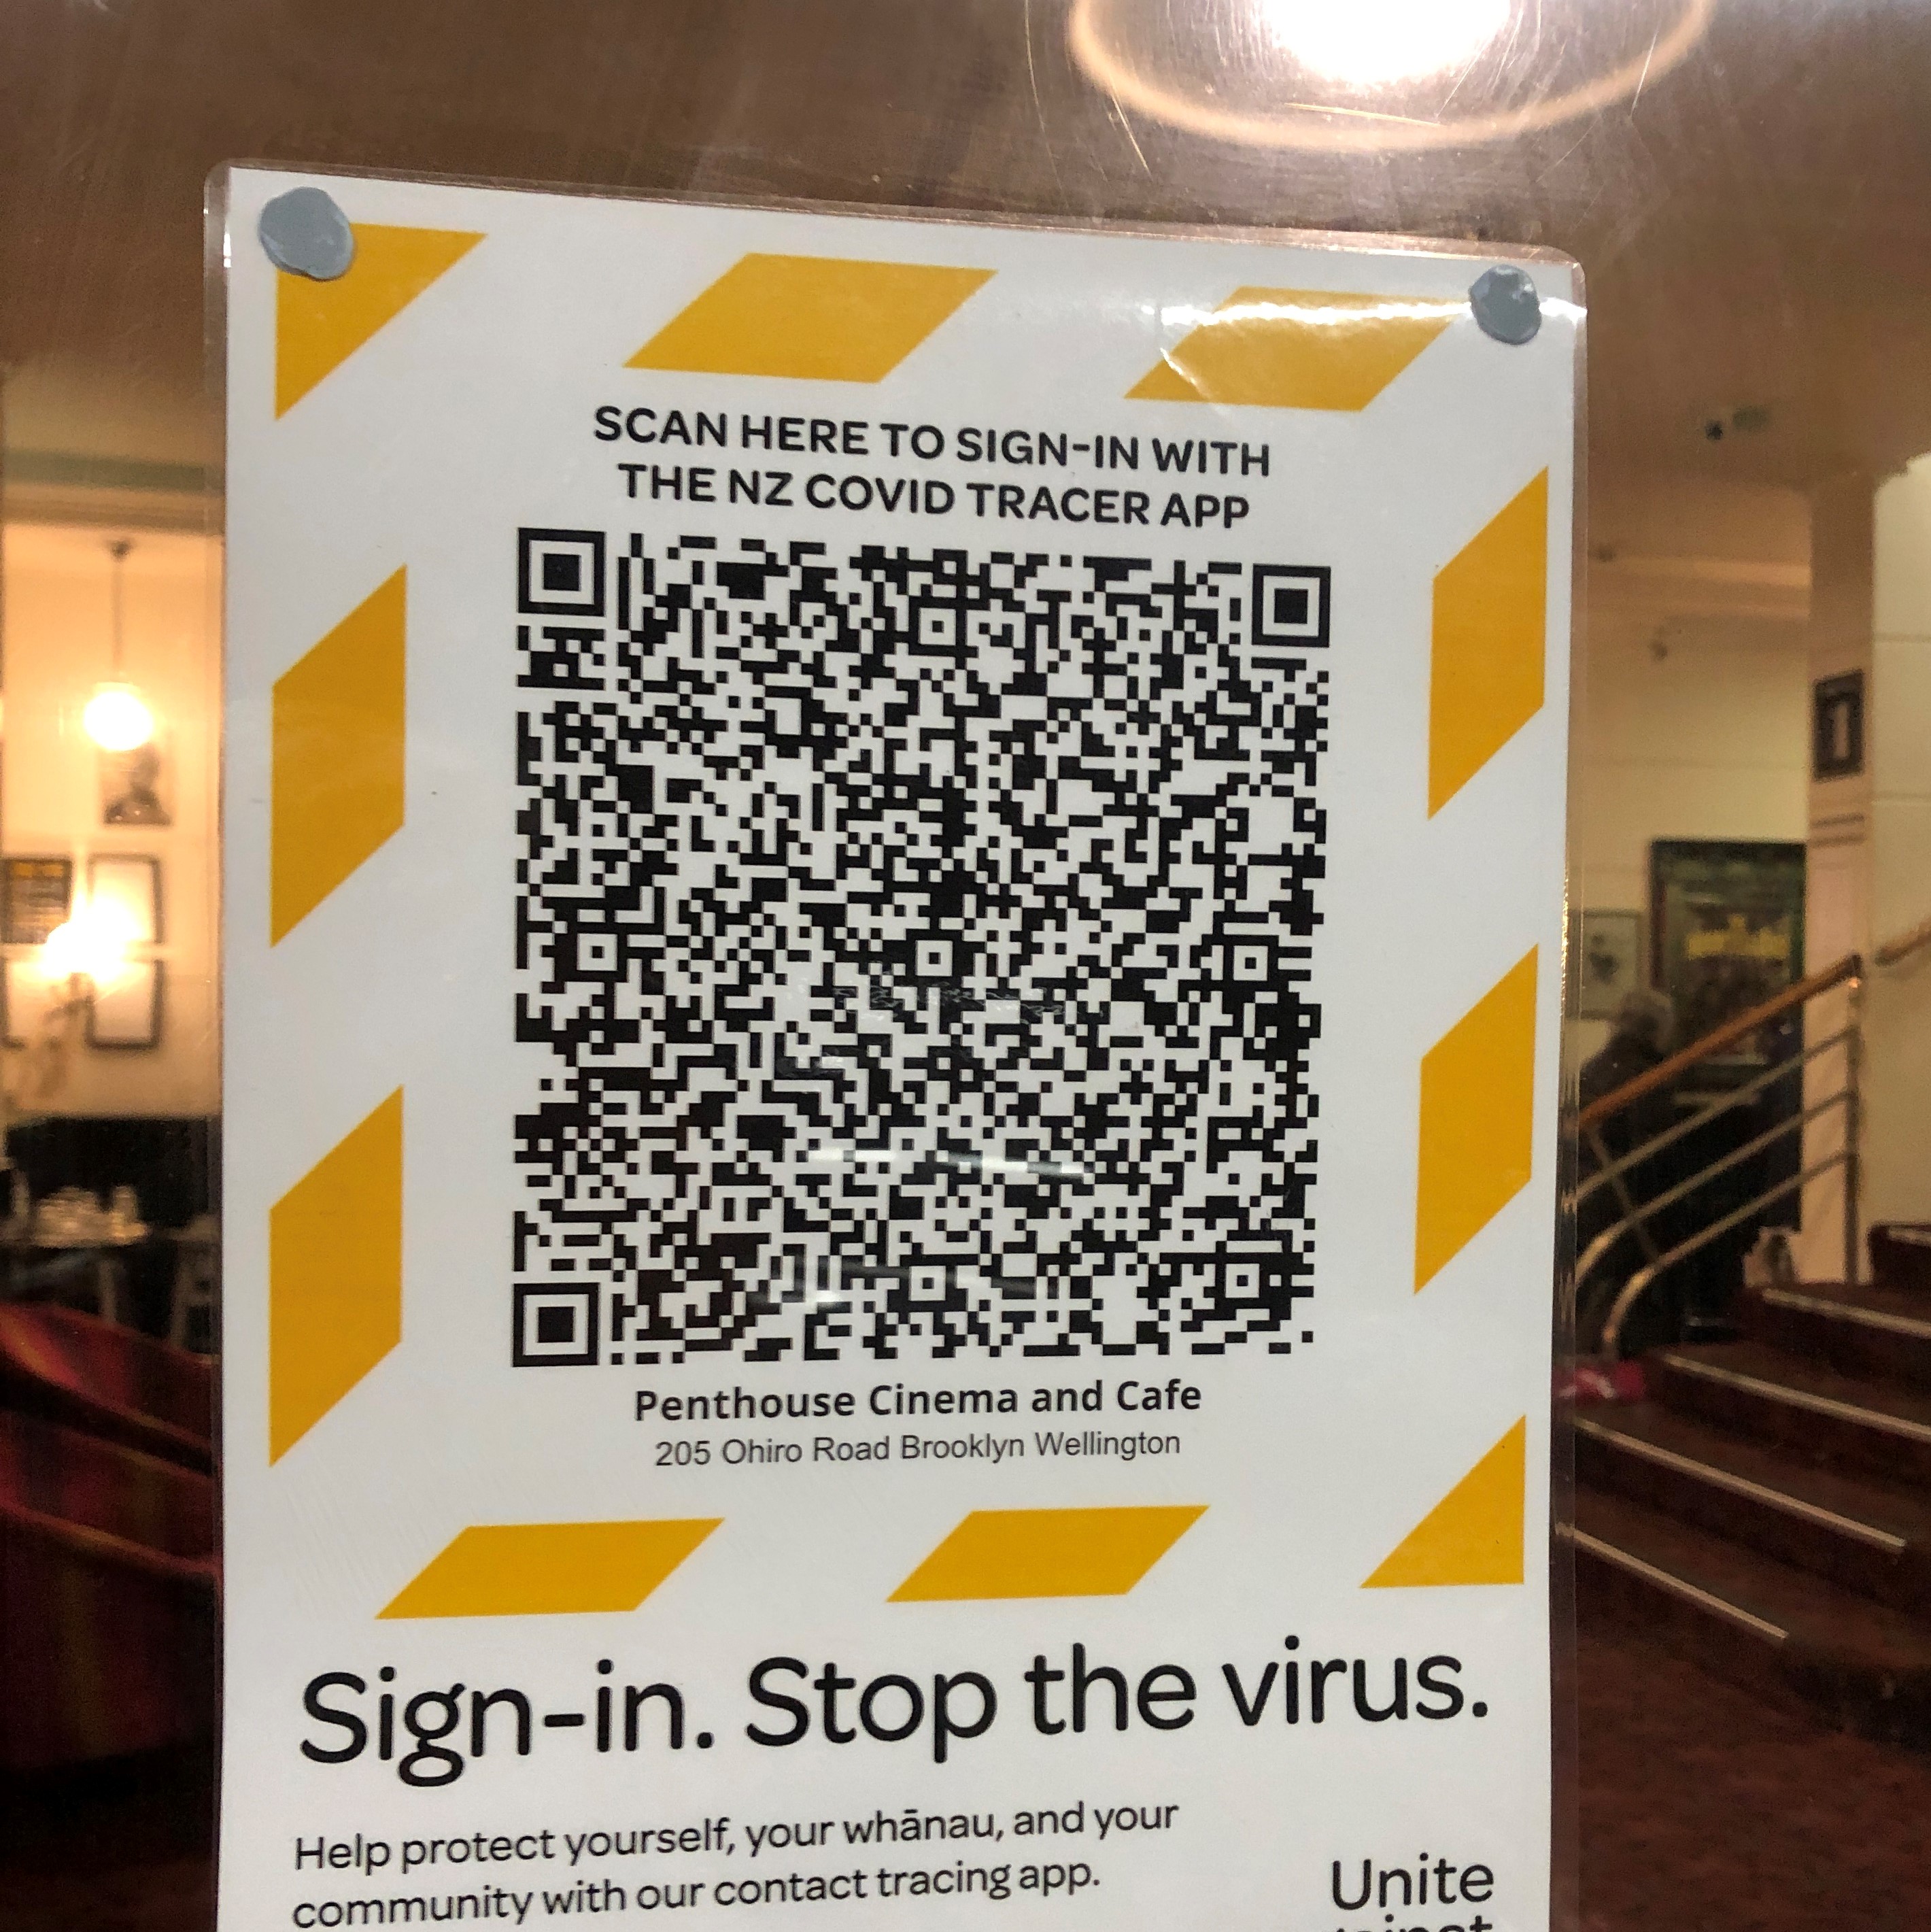 SCAN HERE TO SIGN-IN WITH
THE NZ COVID TRACER APP
Penthouse Cinema and Cafe
205 Ohiro Road Brooklyn Wellington
Sign-in. Stop the virus.
Help protect yourself, your whānau, and your
community with our contact tracing app.
Unite
1